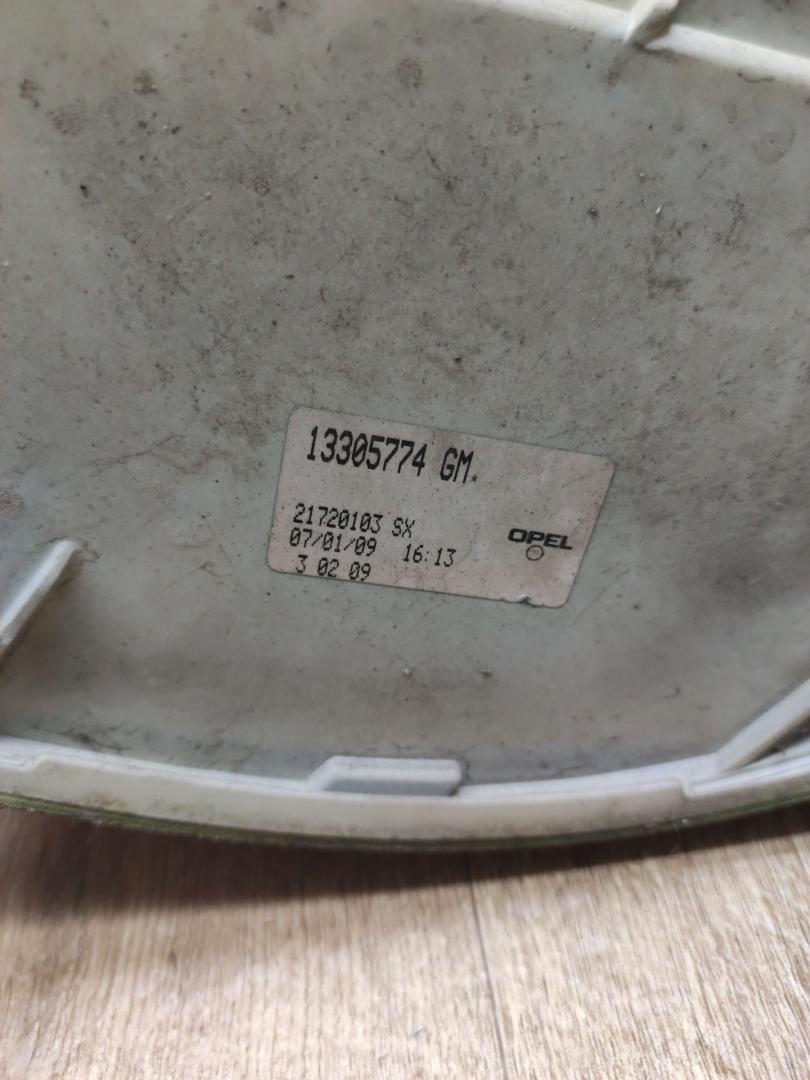 13305774 GM.
21720103 SX
07/01/09 16:13
3 02 09
OPEL